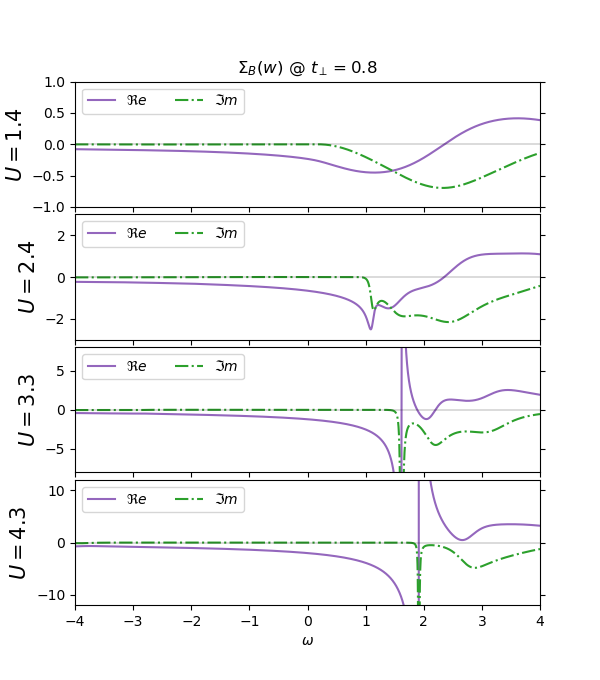 Σ_B(w) @ t_⊥ = 0.8
U = 1.4
1.0
0.5
0.0
−0.5
−1.0
ℜe ℑm
U = 2.4
2
0
−2
ℜe ℑm
U = 3.3
5
0
−5
ℜe ℑm
U = 4.3
10
0
−10
ℜe ℑm
−4 −3 −2 −1 0 1 2 3 4
ω